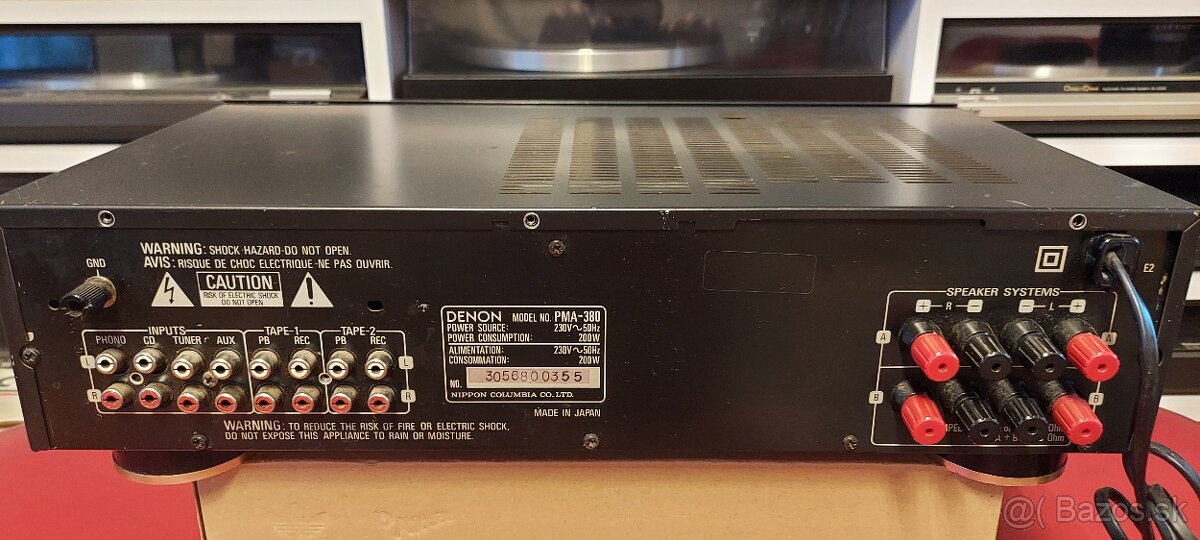 WARNING: SHOCK-HAZARD-DO NOT OPEN.
AVIS: RISQUE DE CHOC ELECTRIQUE-NE PAS OUVRIR.
GND
CAUTION
RISK OF ELECTRIC SHOCK
DO NOT OPEN
INPUTS TAPE-1 TAPE-2
PHONO CD TUNER AUX PB REC PB REC
L L
R R
WARNING: TO REDUCE THE RISK OF FIRE OR ELECTRIC SHOCK,
DO NOT EXPOSE THIS APPLIANCE TO RAIN OR MOISTURE.
DENON MODEL NO. PMA-380
POWER SOURCE: 230V~50Hz
POWER CONSUMPTION: 200W
ALIMENTATION: 230V~50Hz
CONSOMMATION: 200W
NO. 3056800355
NIPPON COLUMBIA CO. LTD.
MADE IN JAPAN
E2
SPEAKER SYSTEMS
+ R - - L +
A A
B B
Ohm
A + B Ohm
@( Bazos.sk